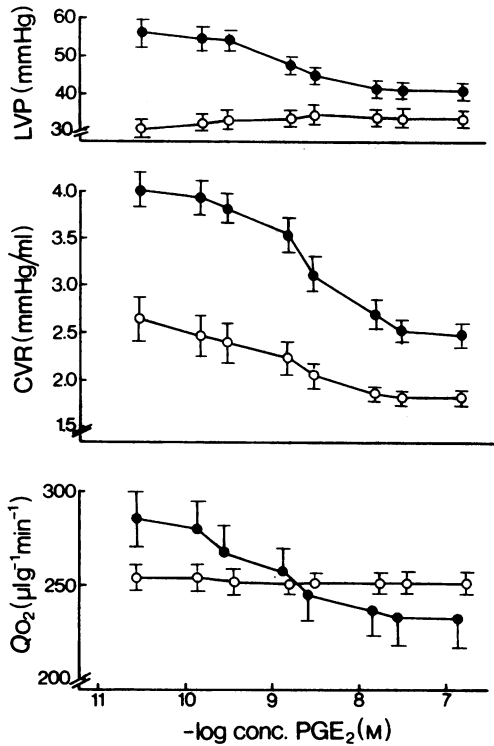 LVP (mmHg)
60
50
40
30
CVR (mmHg/ml)
4.0
3.5
3.0
2.5
2.0
1.5
QO₂ (µl g⁻¹ min⁻¹)
300
250
200
11 10 9 8 7
-log conc. PGE₂ (M)